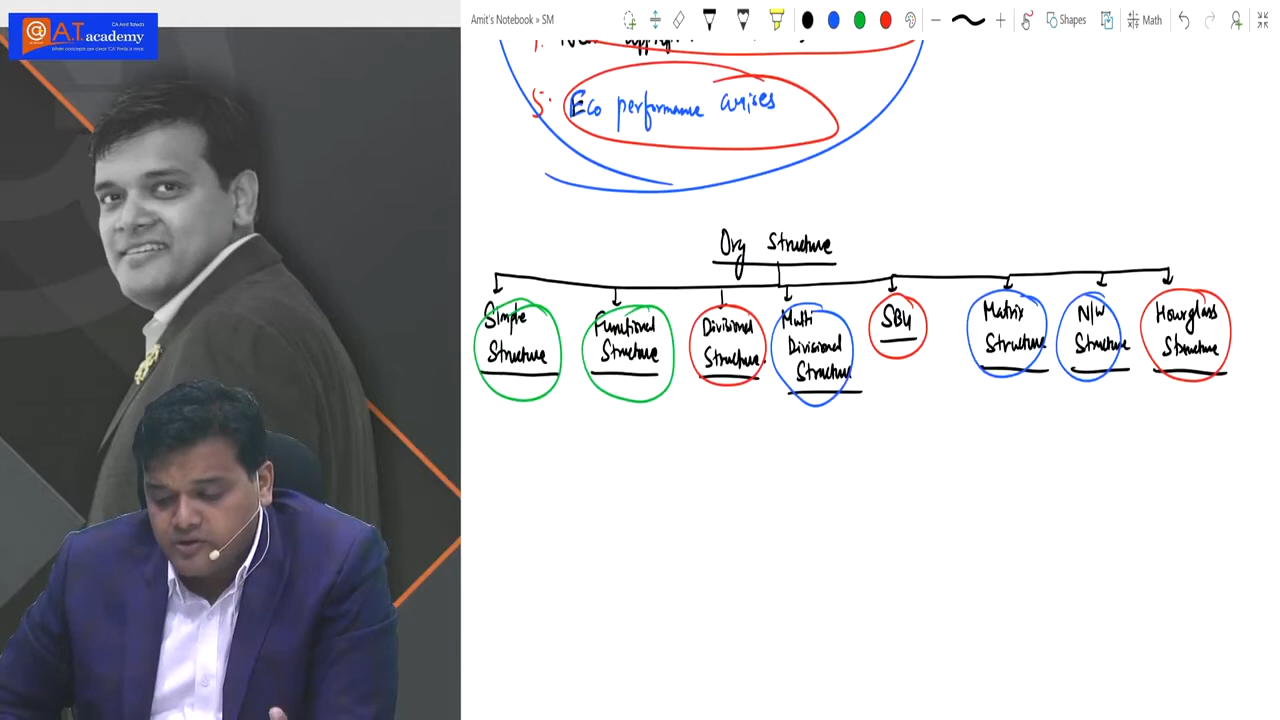 CA Amit Talesda
A.T. academy
Amit's Notebook » SM
Shapes
Math
5. Eco performance arises
Org Structure
Simple
Structure
Functional
Structure
Divisional
Structure.
Multi
Divisional
Structure
SBU
Matrix
Structure
N/W
Structure
Hourglass
Structure